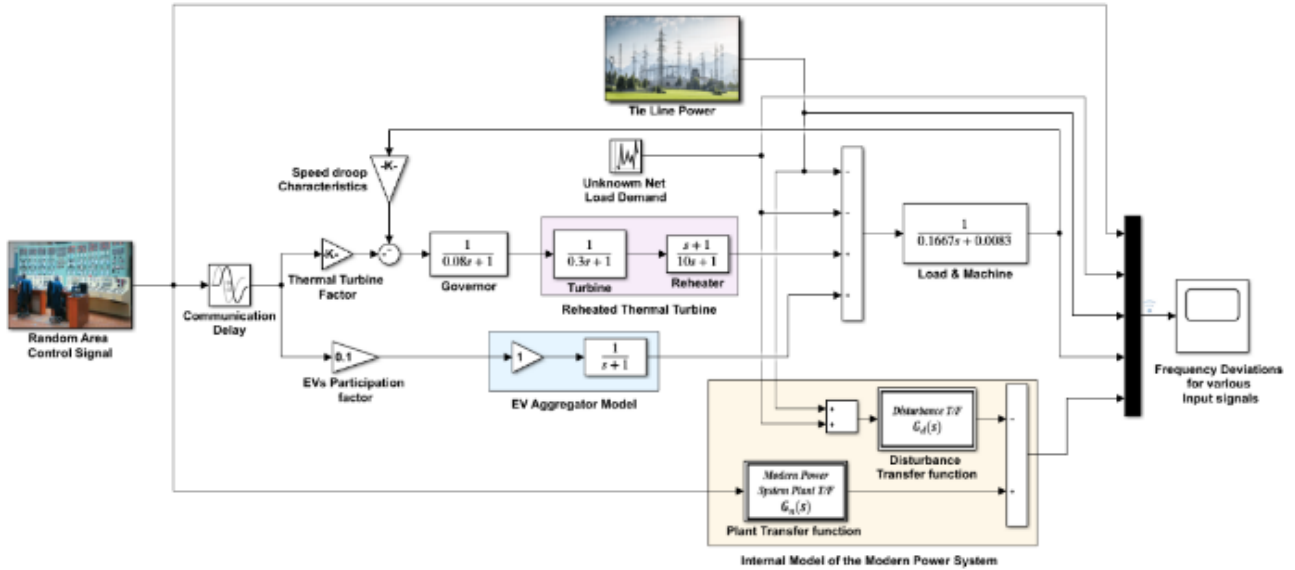 Tie Line Power
-K-
Speed droop
Characteristics
Unknowm Net
Load Demand
-K-
Thermal Turbine
Factor
1
0.08s + 1
Governor
1
0.3s + 1
Turbine
s + 1
10s + 1
Reheater
Reheated Thermal Turbine
1
0.1667s + 0.0083
Load & Machine
Random Area
Control Signal
Communication
Delay
0.1
EVs Participation
factor
1
1
s + 1
EV Aggregator Model
Frequency Deviations
for various
Input signals
Disturbance T/F
Gd(s)
Disturbance
Transfer function
Modern Power
System Plant T/F
Gn(s)
Plant Transfer function
Internal Model of the Modern Power System